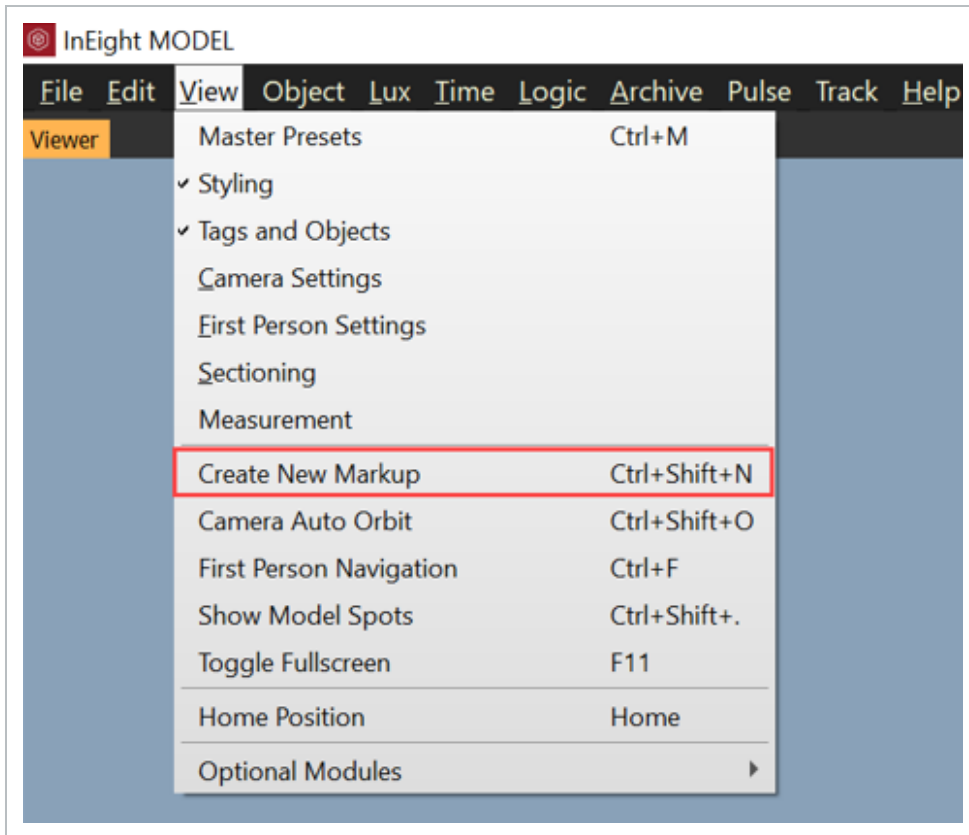 InEight MODEL
File Edit View Object Lux Time Logic Archive Pulse Track Help
Viewer
Master Presets Ctrl+M
Styling
Tags and Objects
Camera Settings
First Person Settings
Sectioning
Measurement
Create New Markup Ctrl+Shift+N
Camera Auto Orbit Ctrl+Shift+O
First Person Navigation Ctrl+F
Show Model Spots Ctrl+Shift+.
Toggle Fullscreen F11
Home Position Home
Optional Modules